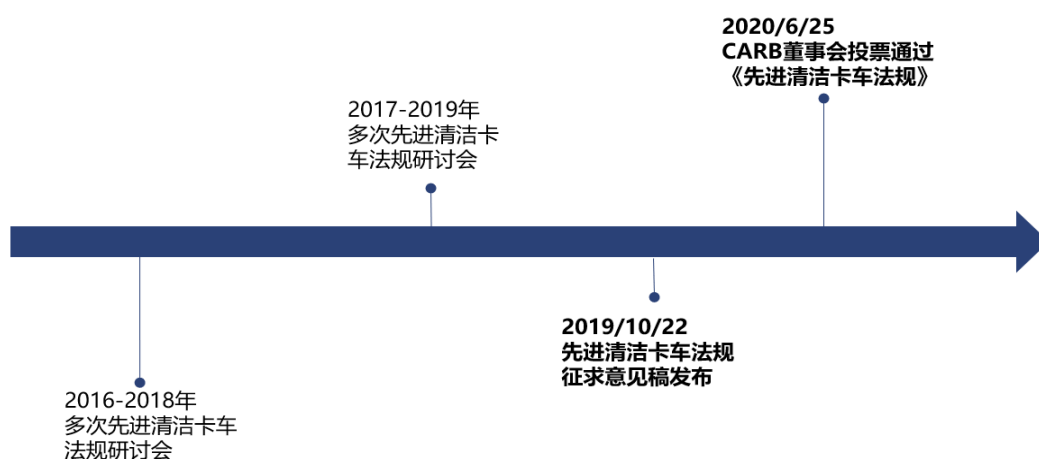 2020/6/25
CARB董事会投票通过
《先进清洁卡车法规》
2017-2019年
多次先进清洁卡
车法规研讨会
2019/10/22
先进清洁卡车法规
征求意见稿发布
2016-2018年
多次先进清洁卡车
法规研讨会